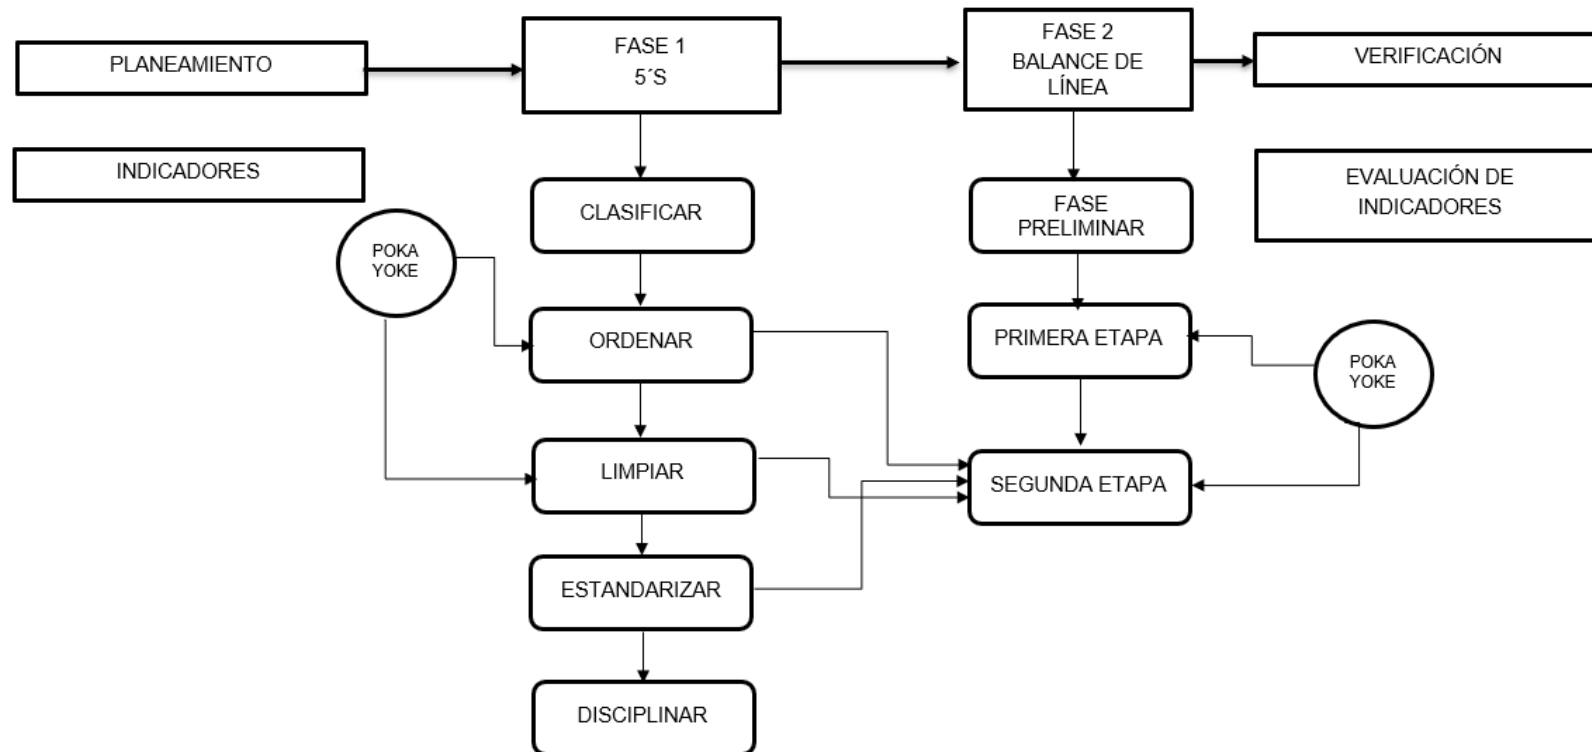 PLANEAMIENTO
INDICADORES
FASE 1
5´S
CLASIFICAR
ORDENAR
LIMPIAR
ESTANDARIZAR
DISCIPLINAR
POKA
YOKE
FASE 2
BALANCE DE
LÍNEA
FASE
PRELIMINAR
PRIMERA ETAPA
SEGUNDA ETAPA
POKA
YOKE
VERIFICACIÓN
EVALUACIÓN DE
INDICADORES